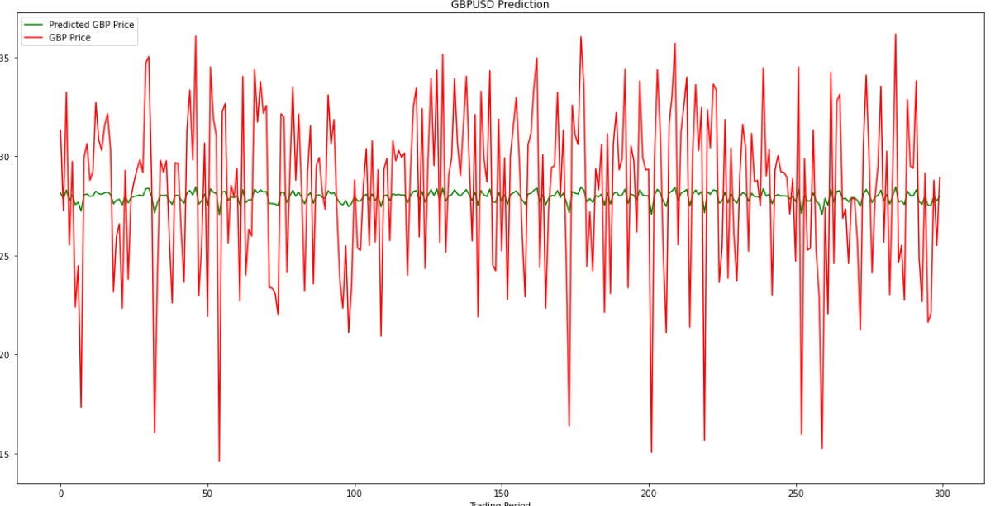 GBPUSD Prediction
Predicted GBP Price
GBP Price
35
30
25
20
15
0 50 100 150 200 250 300
Trading Period